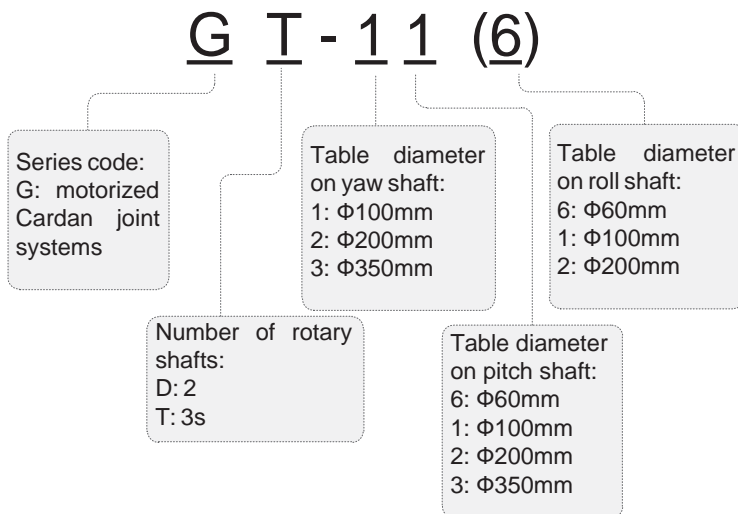 G T - 1 1 (6)
Series code:
G: motorized
Cardan joint
systems
Number of rotary
shafts:
D: 2
T: 3s
Table diameter
on yaw shaft:
1: Φ100mm
2: Φ200mm
3: Φ350mm
Table diameter
on pitch shaft:
6: Φ60mm
1: Φ100mm
2: Φ200mm
3: Φ350mm
Table diameter
on roll shaft:
6: Φ60mm
1: Φ100mm
2: Φ200mm